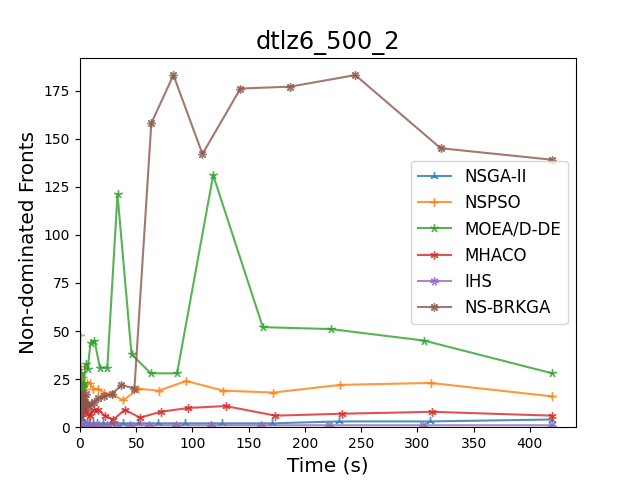 dtlz6_500_2
Non-dominated Fronts
175
150
125
100
75
50
25
0
0 50 100 150 200 250 300 350 400
Time (s)
NSGA-II
NSPSO
MOEA/D-DE
MHACO
IHS
NS-BRKGA